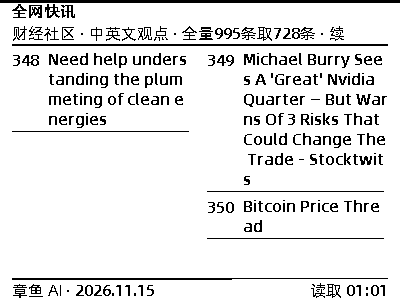 全网快讯
财经社区 · 中英文观点 · 全量995条取728条 · 续
348 Need help unders
tanding the plum
meting of clean e
nergies
349 Michael Burry See
s A 'Great' Nvidia
Quarter – But War
ns Of 3 Risks That
Could Change The
Trade - Stocktwit
s
350 Bitcoin Price Thre
ad
章鱼 AI · 2026.11.15
读取 01:01